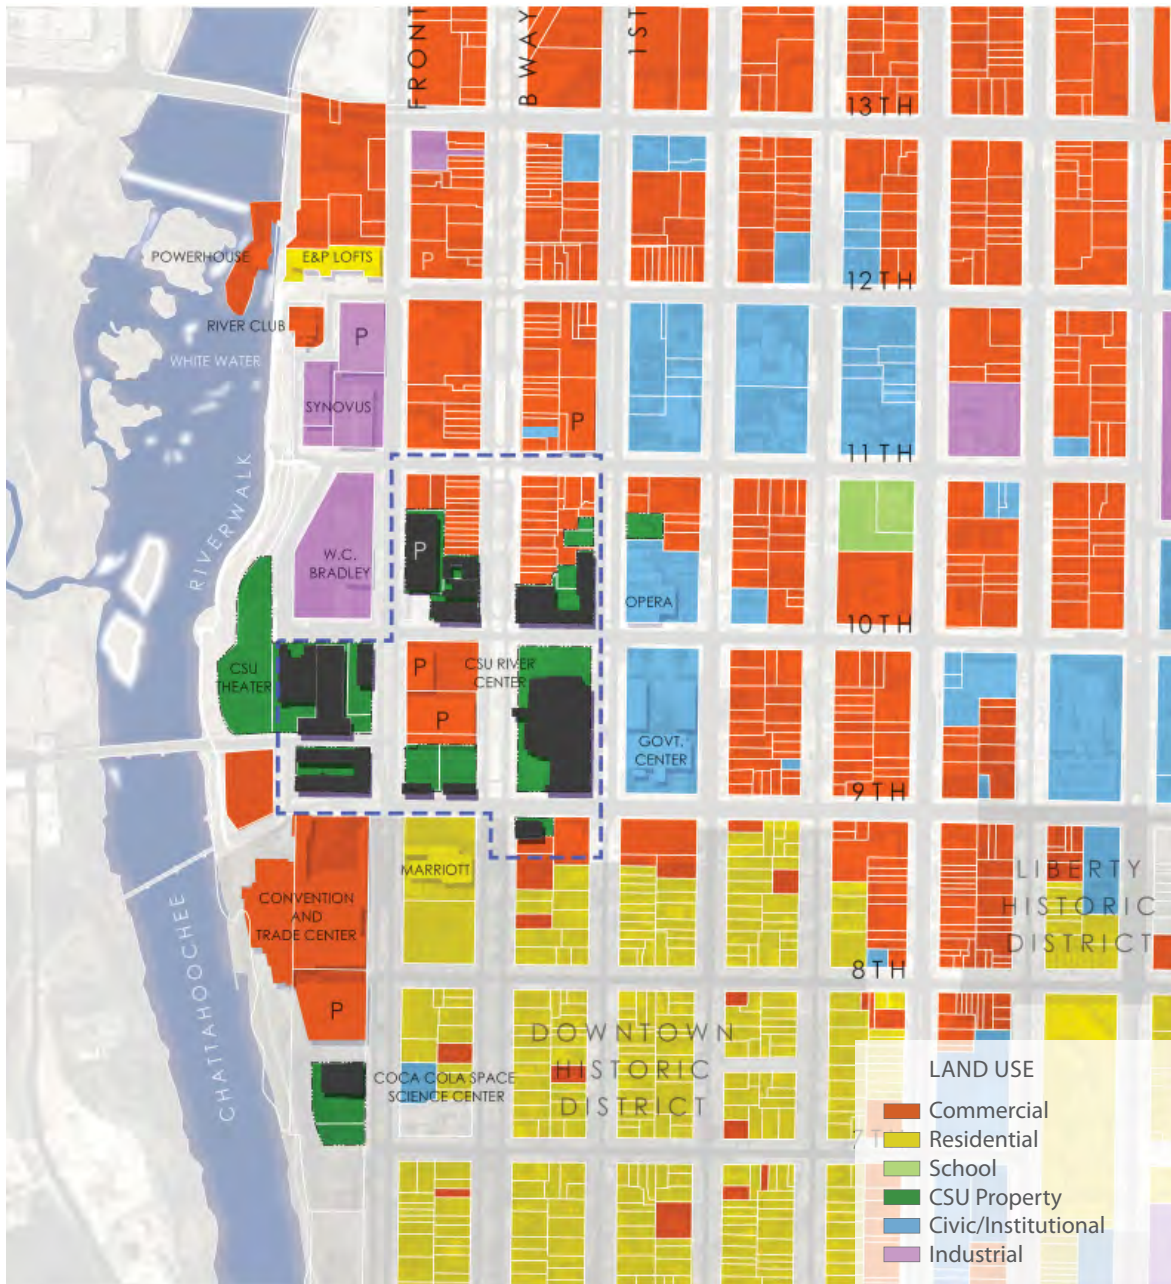 FRONT
B WAY
1ST
13TH
P
POWERHOUSE
E&P LOFTS
12TH
RIVER CLUB
P
WHITE WATER
SYNOVUS
P
11TH
RIVERWALK
P
W.C.
BRADLEY
OPERA
10TH
CSU
THEATER
P
CSU RIVER
CENTER
P
GOVT.
CENTER
9TH
MARRIOTT
LIBERTY
HISTORIC
DISTRICT
CONVENTION
AND
TRADE CENTER
8TH
CHATTAHOOCHEE
P
DOWNTOWN
HISTORIC
DISTRICT
COCA COLA SPACE
SCIENCE CENTER
7TH
LAND USE
Commercial
Residential
School
CSU Property
Civic/Institutional
Industrial